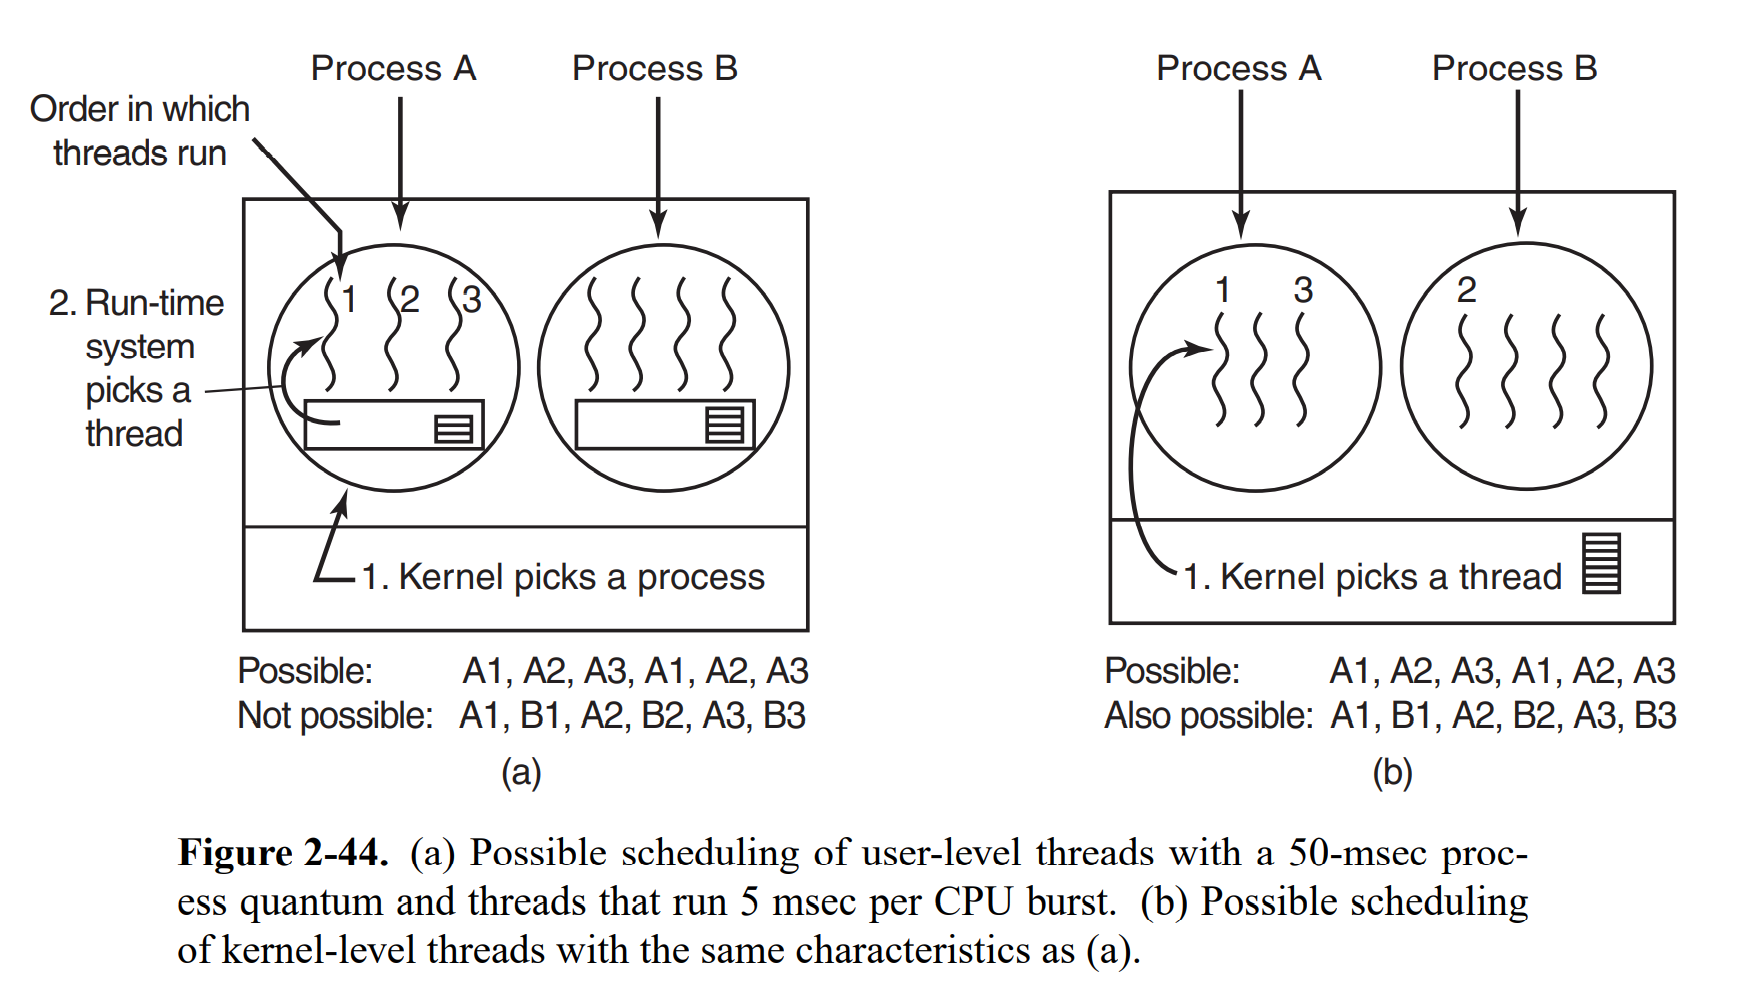 Process A
Process B
Order in which
threads run
1 2 3
2. Run-time
system
picks a
thread
1. Kernel picks a process
Possible: A1, A2, A3, A1, A2, A3
Not possible: A1, B1, A2, B2, A3, B3
(a)
Process A
Process B
1 3
2
1. Kernel picks a thread
Possible: A1, A2, A3, A1, A2, A3
Also possible: A1, B1, A2, B2, A3, B3
(b)
Figure 2-44. (a) Possible scheduling of user-level threads with a 50-msec proc-
ess quantum and threads that run 5 msec per CPU burst. (b) Possible scheduling
of kernel-level threads with the same characteristics as (a).